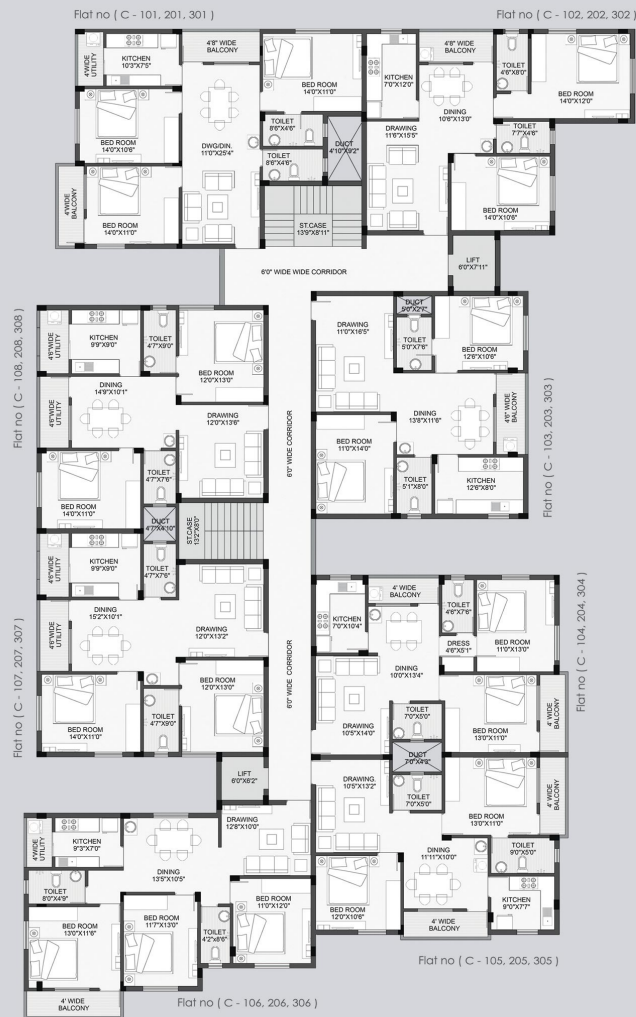 Flat no ( C - 101, 201, 301 )
4'WIDE
UTILITY
KITCHEN
10'3"X7'5"
4'8" WIDE
BALCONY
BED ROOM
14'0"X11'0"
BED ROOM
14'0"X10'6"
DWG/DIN.
11'0"X25'4"
TOILET
8'6"X4'6"
TOILET
8'6"X4'6"
DUCT
4'10"X9'2"
4'WIDE
BALCONY
BED ROOM
14'0"X11'0"
ST.CASE
13'9"X8'11"
Flat no ( C - 102, 202, 302 )
KITCHEN
7'0"X12'0"
4'8" WIDE
BALCONY
TOILET
4'6"X8'0"
BED ROOM
14'0"X12'0"
DINING
10'6"X13'0"
DRAWING
11'6"X15'5"
TOILET
7'7"X4'6"
BED ROOM
14'0"X10'6"
LIFT
6'0"X7'11"
6'0" WIDE WIDE CORRIDOR
Flat no ( C - 108, 208, 308 )
4'6"WIDE
UTILITY
KITCHEN
9'9"X9'0"
TOILET
4'7"X9'0"
BED ROOM
12'0"X13'0"
4'6"WIDE
UTILITY
DINING
14'9"X10'1"
DRAWING
12'0"X13'6"
BED ROOM
14'0"X11'0"
TOILET
4'7"X7'6"
DUCT
4'7"X4'10"
ST.CASE
13'2"X8'0"
6'0" WIDE CORRIDOR
DRAWING
11'0"X16'5"
DUCT
5'0"X2'7"
TOILET
5'0"X7'6"
BED ROOM
12'6"X10'6"
DINING
13'8"X11'6"
4'6" WIDE
BALCONY
BED ROOM
11'0"X14'0"
TOILET
5'1"X8'0"
KITCHEN
12'6"X8'0"
Flat no ( C - 103, 203, 303 )
Flat no ( C - 107, 207, 307 )
4'6"WIDE
UTILITY
KITCHEN
9'9"X9'0"
TOILET
4'7"X7'6"
4'6"WIDE
UTILITY
DINING
15'2"X10'1"
DRAWING
12'0"X13'2"
BED ROOM
14'0"X11'0"
TOILET
4'7"X9'0"
BED ROOM
12'0"X13'0"
6'0" WIDE CORRIDOR
LIFT
6'0"X6'2"
KITCHEN
7'0"X10'4"
4' WIDE
BALCONY
TOILET
4'6"X7'6"
BED ROOM
11'0"X13'0"
DRESS
4'6"X5'1"
DINING
10'0"X13'4"
DRAWING
10'5"X14'0"
TOILET
7'0"X5'0"
BED ROOM
13'0"X11'0"
4' WIDE
BALCONY
DUCT
Flat no ( C - 104, 204, 304 )
DRAWING
10'5"X13'2"
TOILET
7'0"X5'0"
BED ROOM
13'0"X11'0"
4' WIDE
BALCONY
DINING
11'11"X10'0"
TOILET
9'0"X5'0"
BED ROOM
12'0"X10'6"
KITCHEN
9'0"X7'7"
4' WIDE
BALCONY
Flat no ( C - 105, 205, 305 )
4'WIDE
UTILITY
KITCHEN
9'3"X7'0"
DRAWING
12'8"X10'0"
DINING
13'5"X10'5"
TOILET
8'0"X4'9"
BED ROOM
13'0"X11'6"
BED ROOM
11'7"X13'0"
TOILET
4'2"x8'6"
BED ROOM
11'0"X12'0"
4' WIDE
BALCONY
Flat no ( C - 106, 206, 306 )